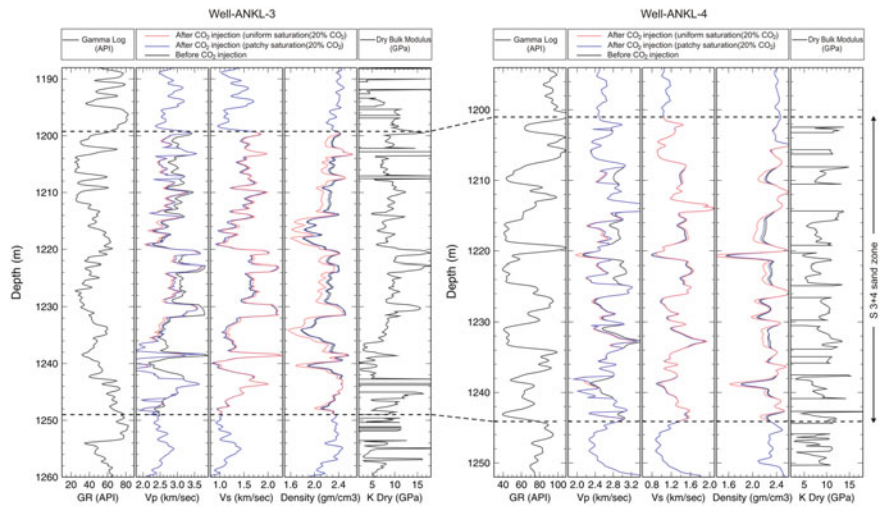 Well-ANKL-3
Well-ANKL-4
Gamma Log
(API)
After CO2 injection (uniform saturation(20% CO2)
After CO2 injection (patchy saturation(20% CO2)
Before CO2 injection
Dry Bulk Modulus
(GPa)
Gamma Log
(API)
After CO2 injection (uniform saturation(20% CO2)
After CO2 injection (patchy saturation(20% CO2)
Before CO2 injection
Dry Bulk Modulus
(GPa)
Depth (m)
1190
1200
1210
1220
1230
1240
1250
1260
20 40 60 80
GR (API)
2.0 2.5 3.0 3.5
Vp (km/sec)
1.0 1.5 2.0
Vs (km/sec)
1.6 2.0 2.4
Density (gm/cm3)
5 10 15
K Dry (GPa)
Depth (m)
1200
1210
1220
1230
1240
1250
40 60 80 100
GR (API)
1.6 2.0 2.4 2.8 3.2
Vp (km/sec)
0.8 1.2 1.6 2.0
Vs (km/sec)
1.6 2.0 2.4
Density (gm/cm3)
0 5 10 15
K Dry (GPa)
S 3+4 sand zone